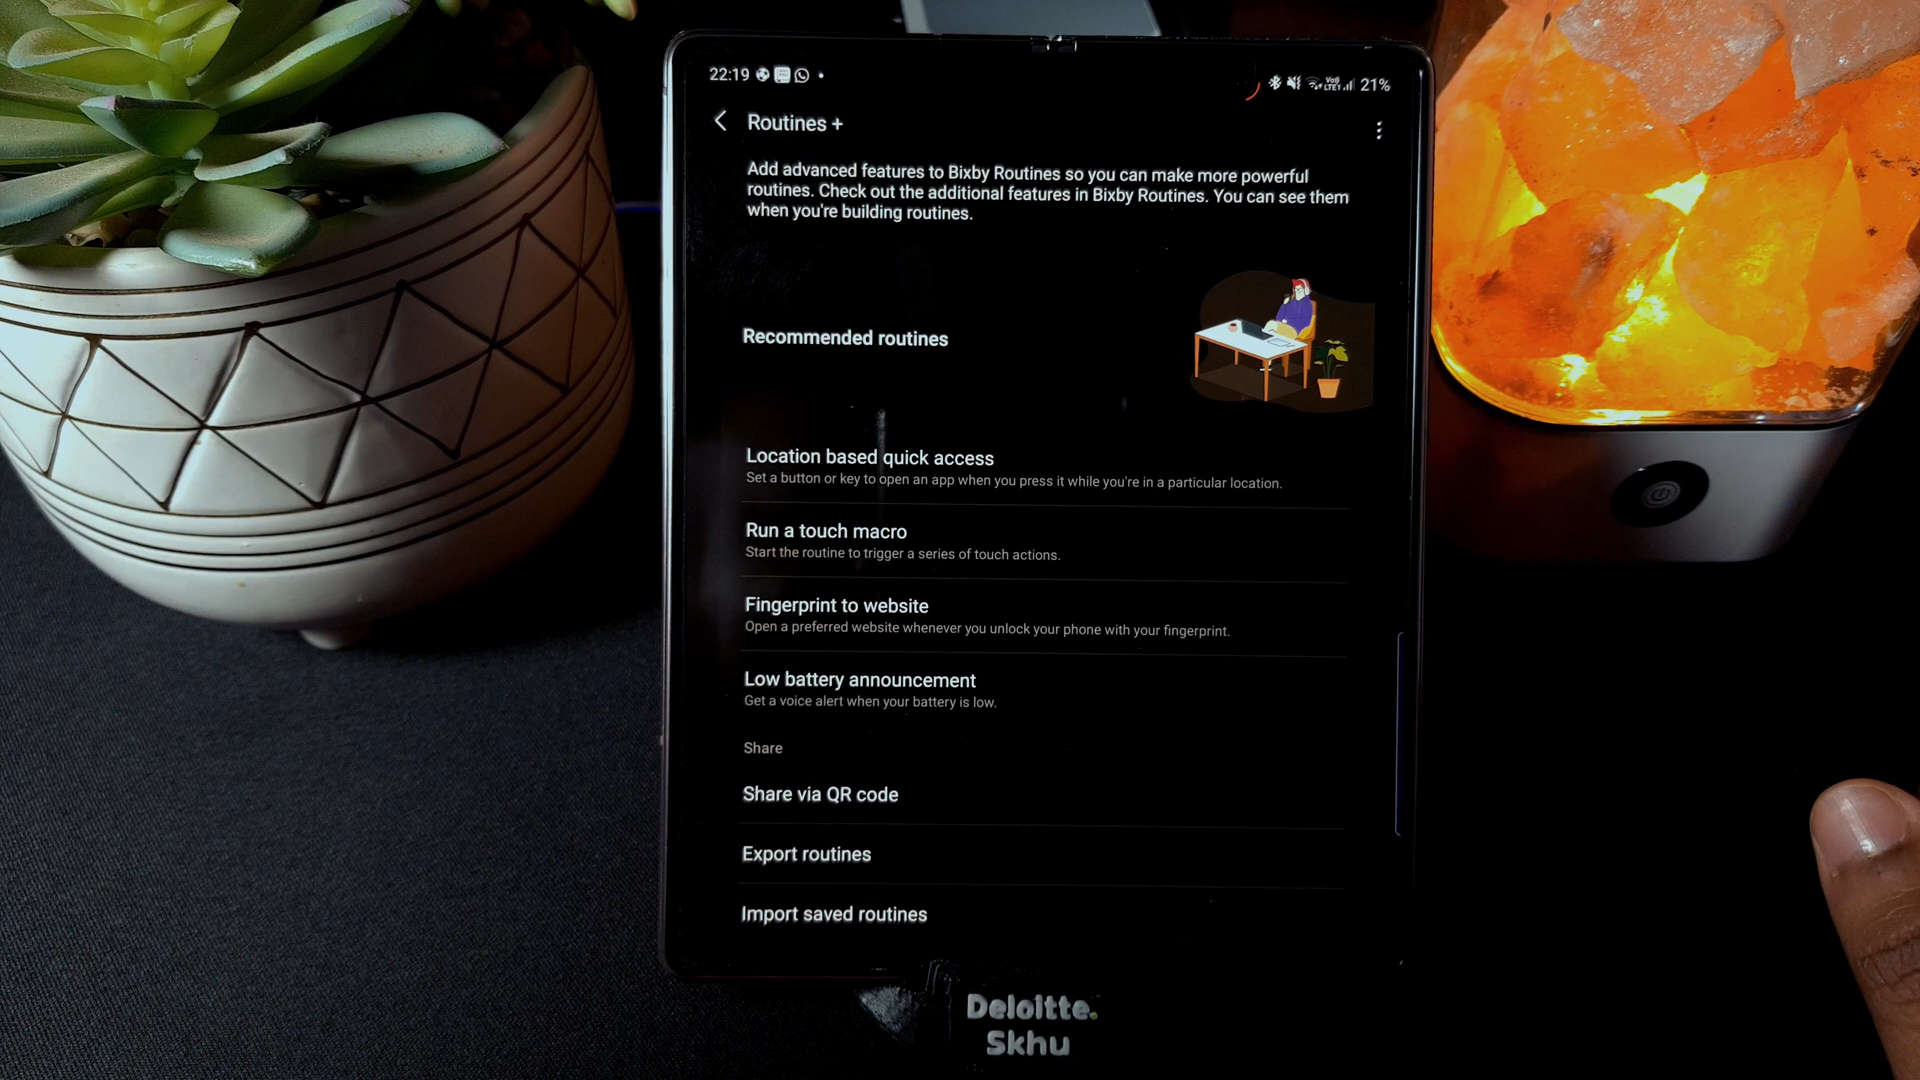 22:19
Vo))
LTE1
21%
Routines +
Add advanced features to Bixby Routines so you can make more powerful
routines. Check out the additional features in Bixby Routines. You can see them
when you're building routines.
Recommended routines
Location based quick access
Set a button or key to open an app when you press it while you're in a particular location.
Run a touch macro
Start the routine to trigger a series of touch actions.
Fingerprint to website
Open a preferred website whenever you unlock your phone with your fingerprint.
Low battery announcement
Get a voice alert when your battery is low.
Share
Share via QR code
Export routines
Import saved routines
Deloitte.
Skhu